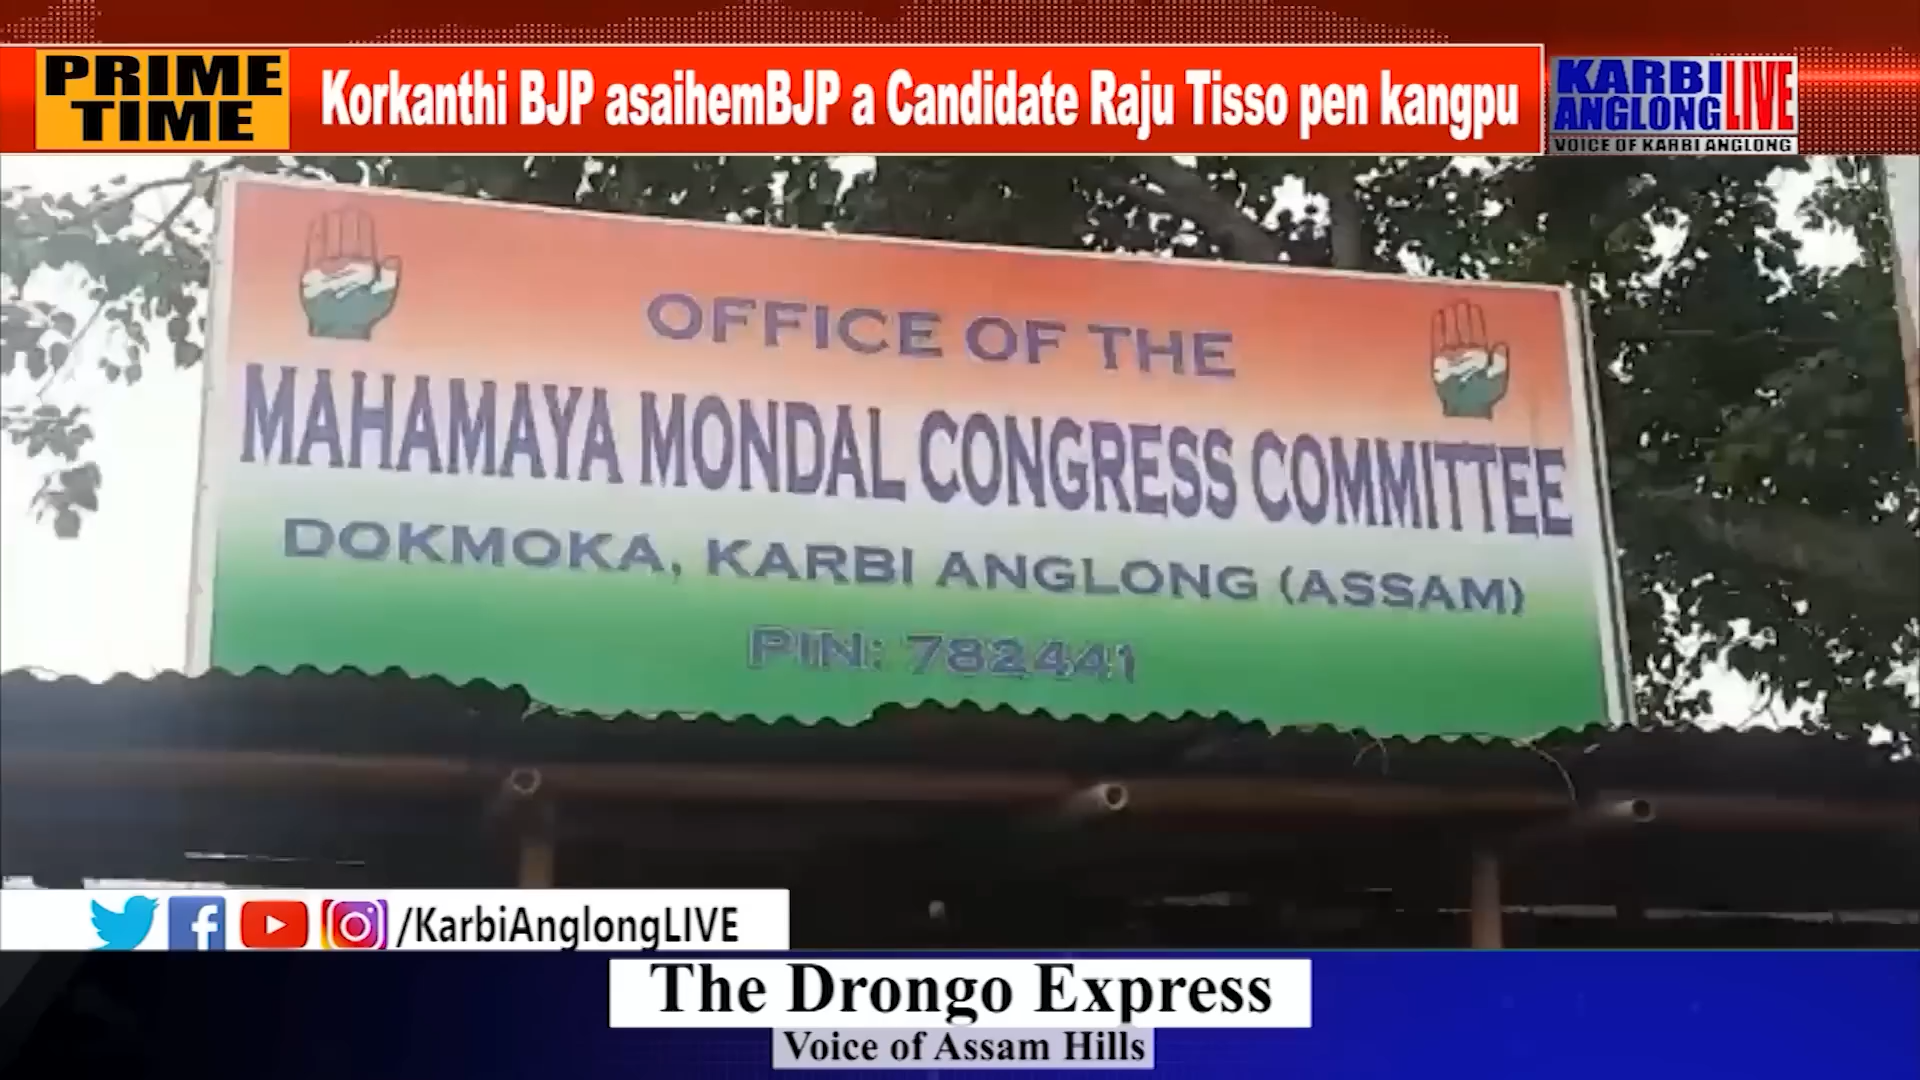 PRIME
TIME
Korkanthi BJP asaihemBJP a Candidate Raju Tisso pen kangpu
KARBI
ANGLONG LIVE
VOICE OF KARBI ANGLONG
OFFICE OF THE
MAHAMAYA MONDAL CONGRESS COMMITTEE
DOKMOKA, KARBI ANGLONG (ASSAM)
PIN: 782441
/KarbiAnglongLIVE
The Drongo Express
Voice of Assam Hills